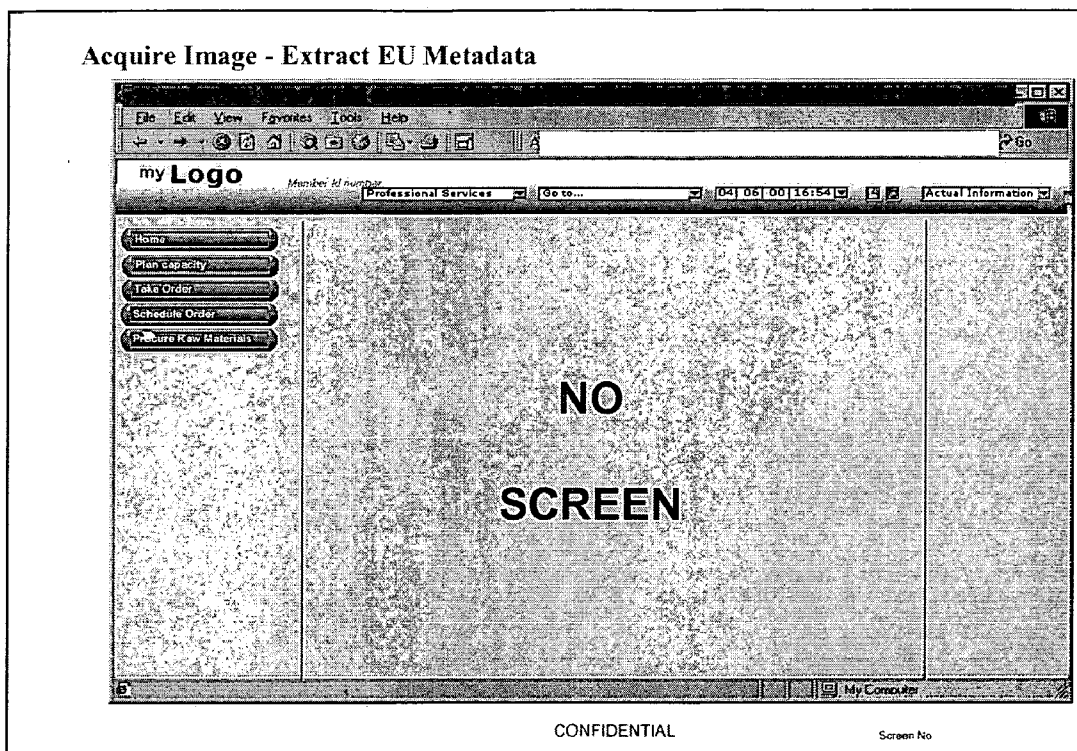 Acquire Image - Extract EU Metadata
File Edit View Favorites Tools Help
Go
my Logo
Member Id number
Professional Services Go to... 04| 06| 00| 16:54 Actual Information
Home
Plan capacity
Take Order
Schedule Order
Procure Raw Materials
NO
SCREEN
My Computer
CONFIDENTIAL
Screen No